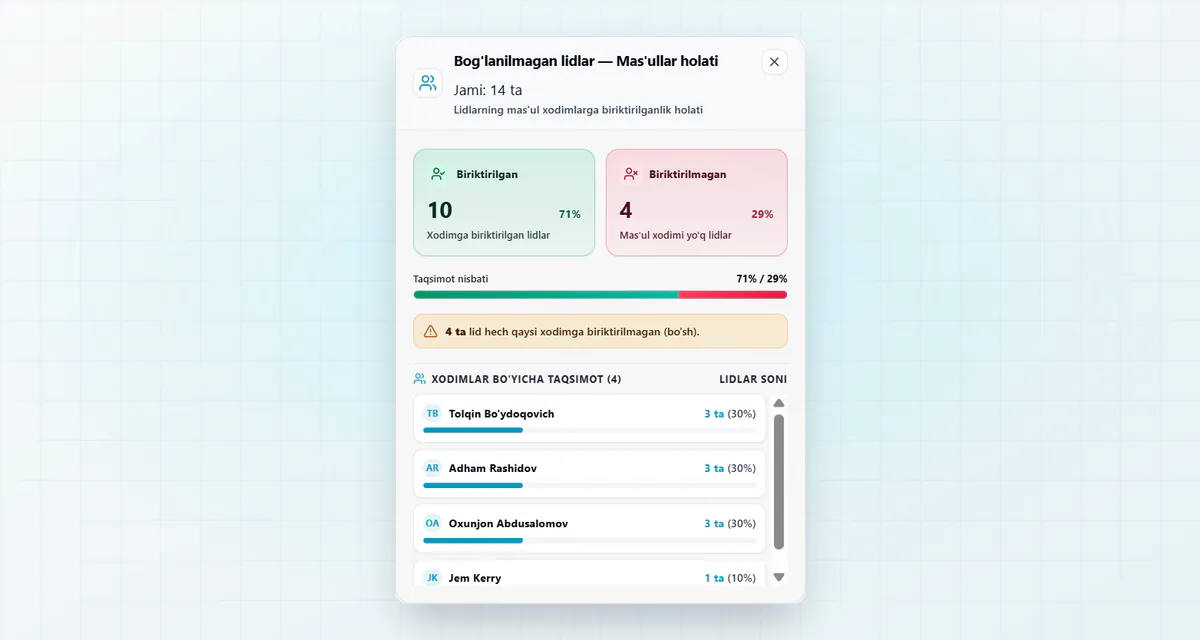 Bog'lanilmagan lidlar — Mas'ullar holati
Jami: 14 ta
Lidlarning mas'ul xodimlarga biriktirilganlik holati
Biriktirilgan
10
71%
Xodimga biriktirilgan lidlar
Biriktirilmagan
4
29%
Mas'ul xodimi yo'q lidlar
Taqsimot nisbati
71% / 29%
4 ta lid hech qaysi xodimga biriktirilmagan (bo'sh).
XODIMLAR BO'YICHA TAQSIMOT (4)
LIDLAR SONI
TB Tolqin Bo'ydoqovich 3 ta (30%)
AR Adham Rashidov 3 ta (30%)
OA Oxunjon Abdusalomov 3 ta (30%)
JK Jem Kerry 1 ta (10%)